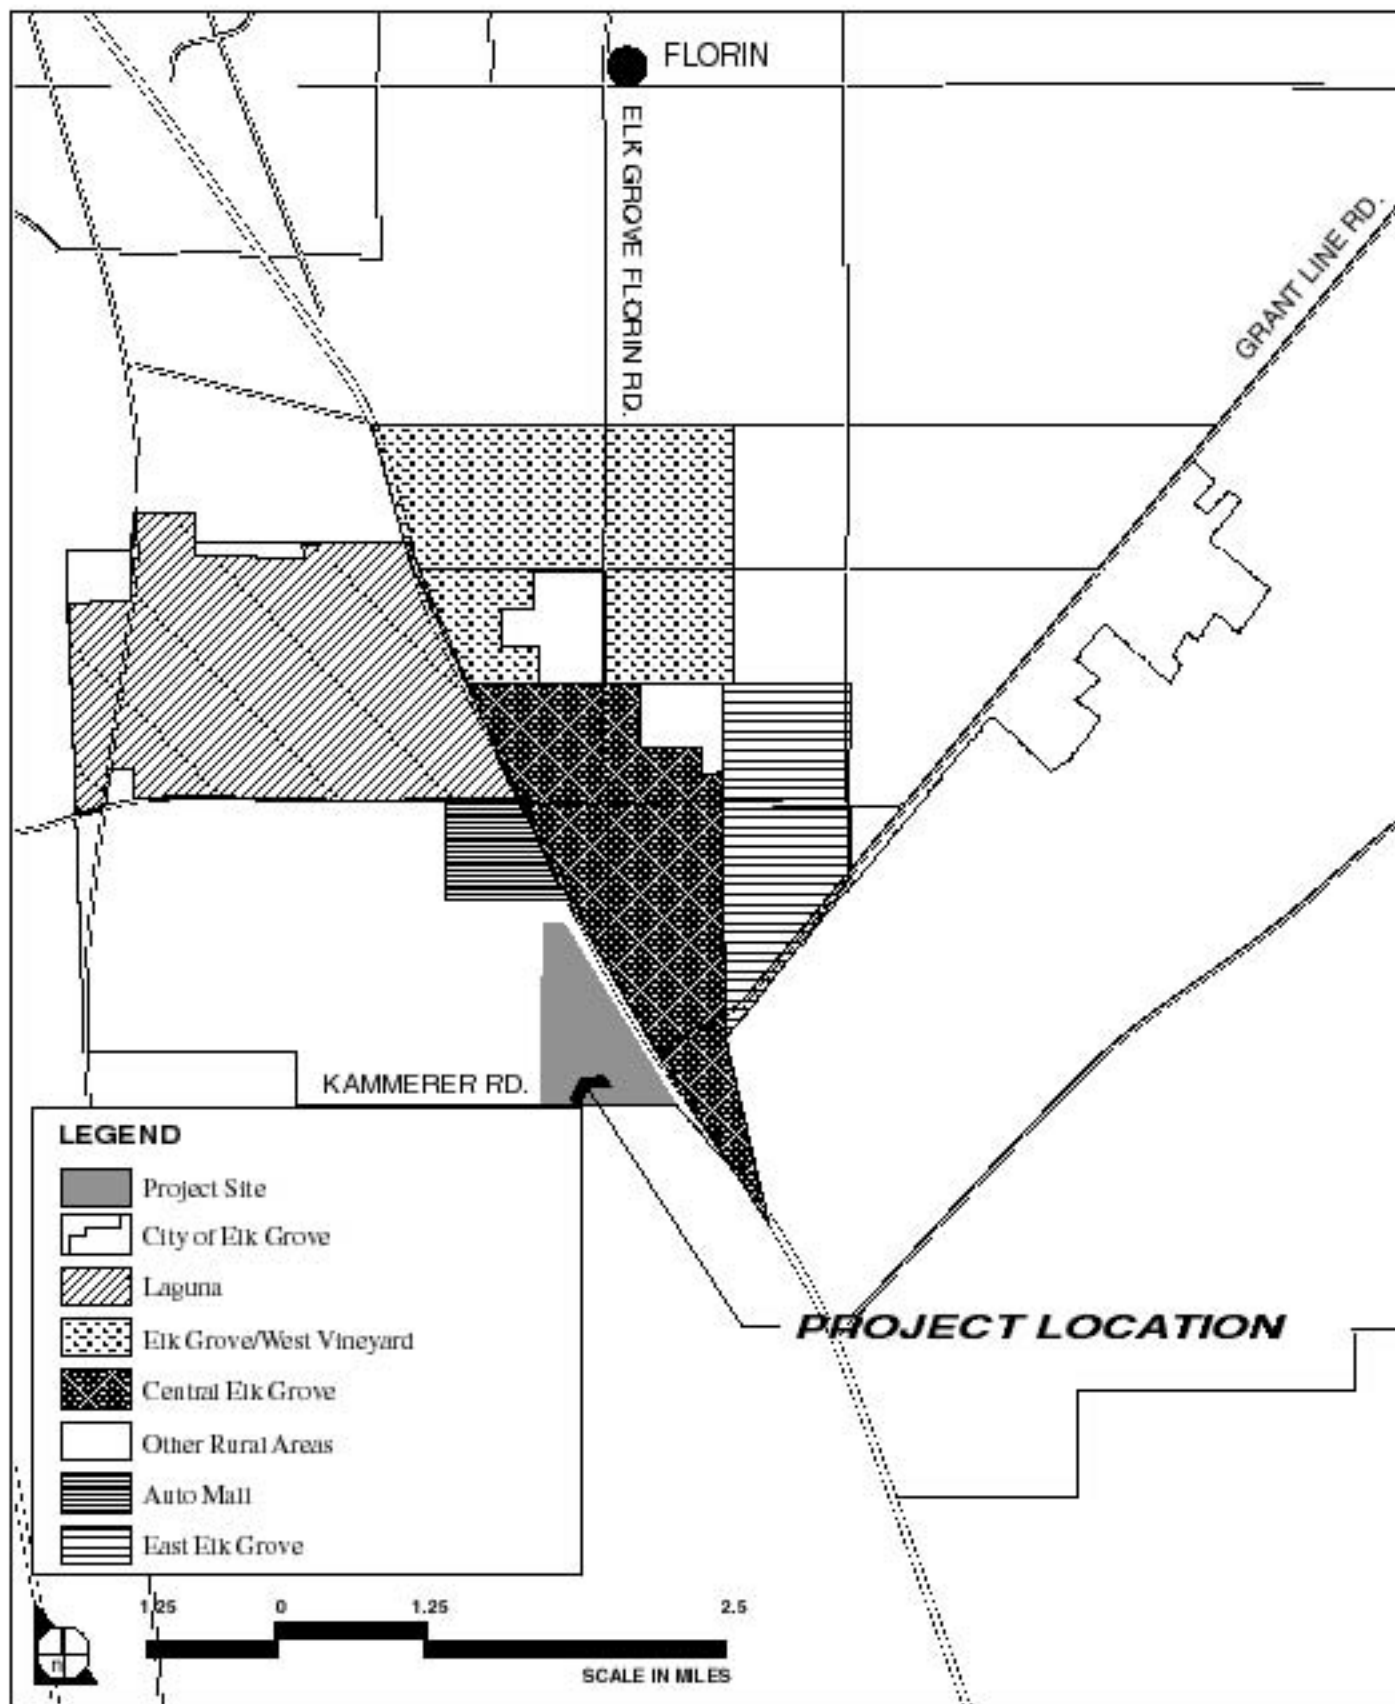 FLORIN
ELK GROVE FLORIN RD.
GRANT LINE RD.
KAMMERER RD.
LEGEND
Project Site
City of Elk Grove
Laguna
Elk Grove/West Vineyard
Central Elk Grove
Other Rural Areas
Auto Mall
East Elk Grove
PROJECT LOCATION
1.25 0 1.25 2.5
SCALE IN MILES
n